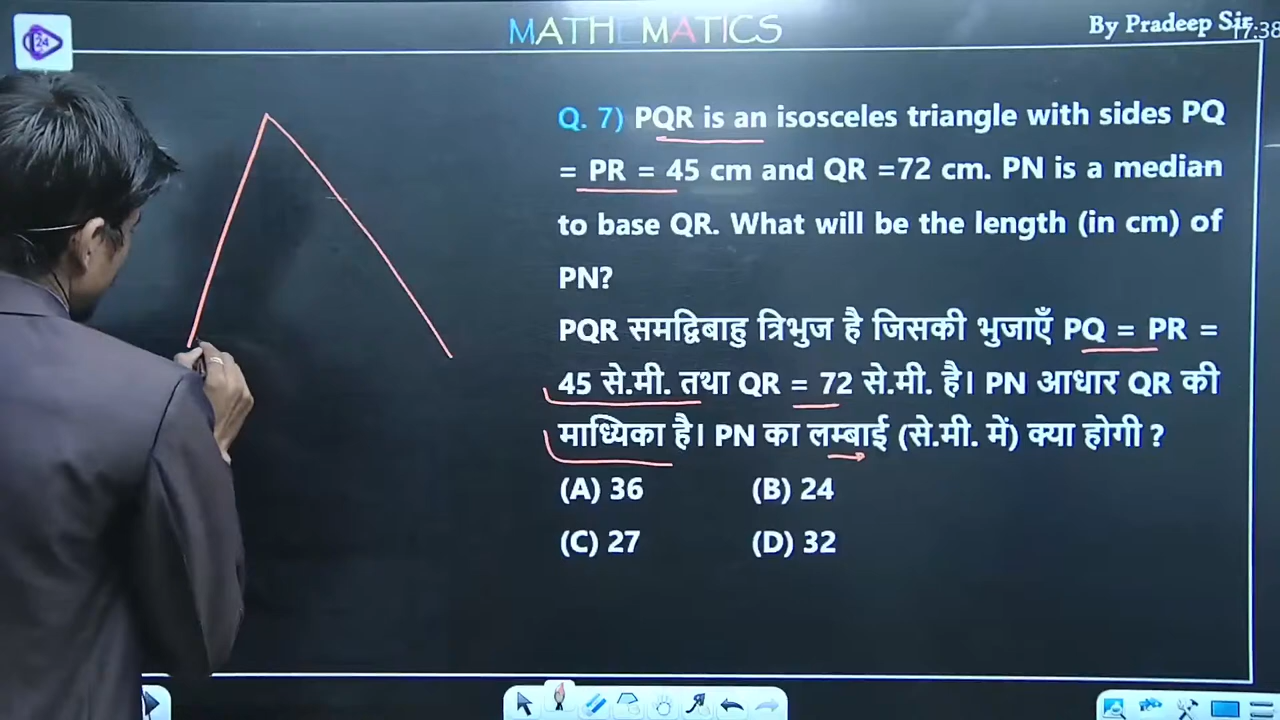 MATHEMATICS
By Pradeep Sir
17:38
24
Q. 7) PQR is an isosceles triangle with sides PQ
= PR = 45 cm and QR =72 cm. PN is a median
to base QR. What will be the length (in cm) of
PN?
PQR समद्विबाहु त्रिभुज है जिसकी भुजाएँ PQ = PR =
45 से.मी. तथा QR = 72 से.मी. है। PN आधार QR की
माध्यिका है। PN का लम्बाई (से.मी. में) क्या होगी ?
(A) 36 (B) 24
(C) 27 (D) 32